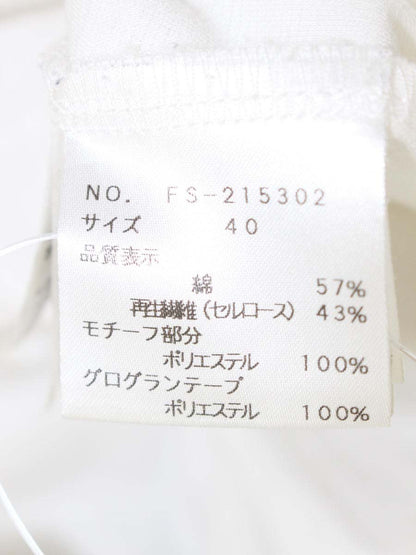 NO. FS-215302
サイズ 40
品質表示
綿 57%
再生繊維(セルロース) 43%
モチーフ部分
ポリエステル 100%
グログランテープ
ポリエステル 100%